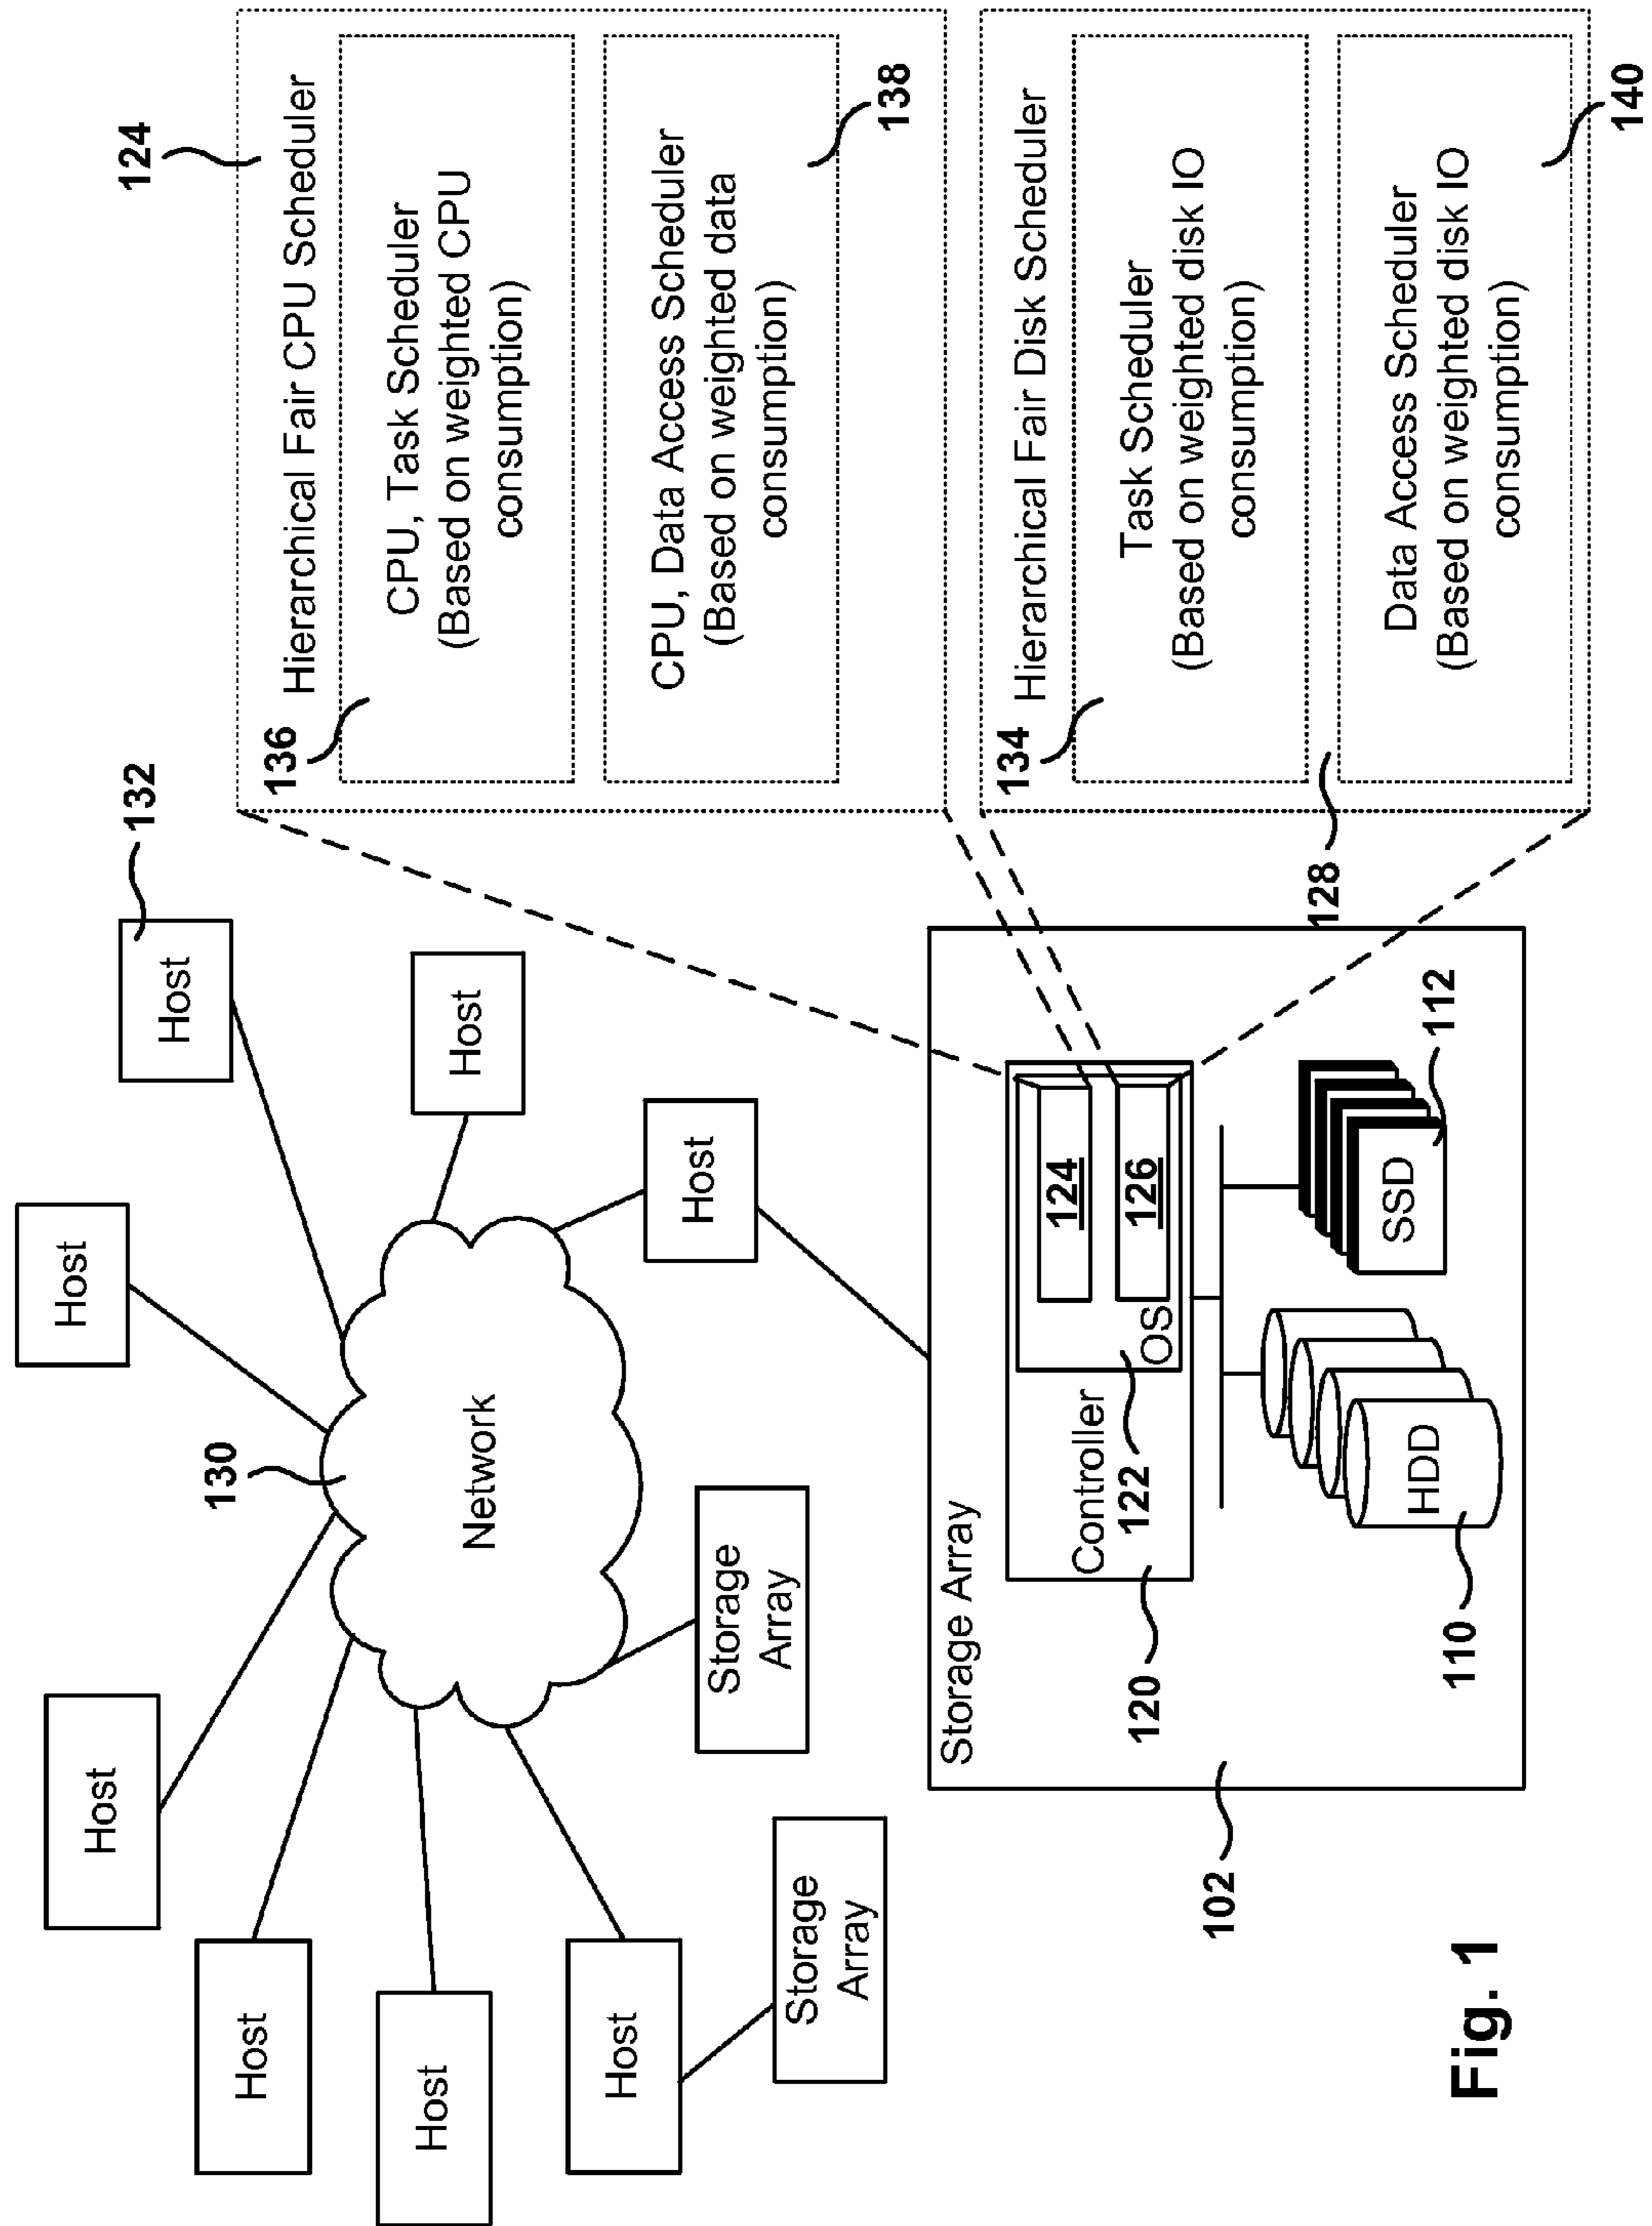 Host
132
Host
Host
Host
Host
Host
Host
Host
130
Network
Storage
Array
Storage
Array
124
Hierarchical Fair CPU Scheduler
136
CPU, Task Scheduler
(Based on weighted CPU
consumption)
CPU, Data Access Scheduler
(Based on weighted data
consumption)
138
Hierarchical Fair Disk Scheduler
134
Task Scheduler
(Based on weighted disk IO
consumption)
128
Data Access Scheduler
(Based on weighted disk IO
consumption)
140
Storage Array
Controller
124
126
OS
122
120
HDD
110
SSD
112
102
Fig. 1